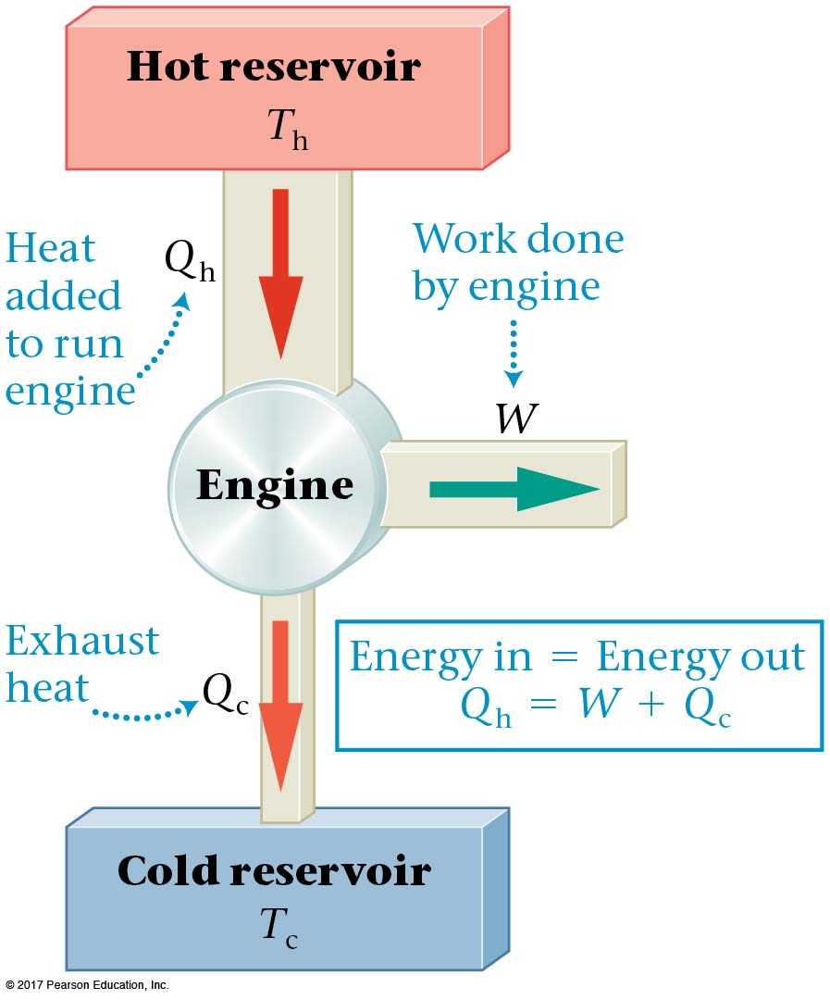 Hot reservoir
Th
Heat
added
to run
engine
Qh
Work done
by engine
W
Engine
Exhaust
heat
Qc
Energy in = Energy out
Qh = W + Qc
Cold reservoir
Tc
© 2017 Pearson Education, Inc.